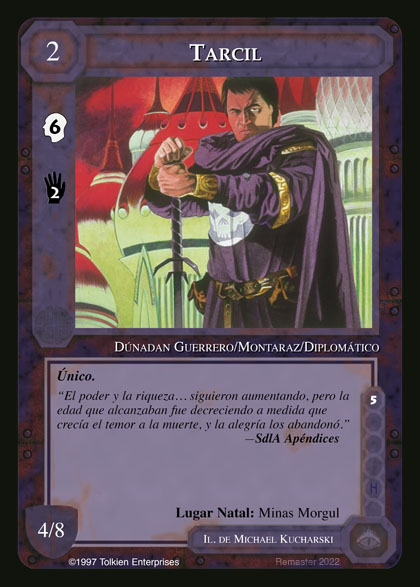 2
TARCIL
6
2
DÚNADAN GUERRERO/MONTARAZ/DIPLOMÁTICO
Único.
“El poder y la riqueza… siguieron aumentando, pero la
edad que alcanzaban fue decreciendo a medida que
crecía el temor a la muerte, y la alegría los abandonó.”
—SdlA Apéndices
5
H
Lugar Natal: Minas Morgul
4/8
IL. DE MICHAEL KUCHARSKI
©1997 Tolkien Enterprises
Remaster 2022